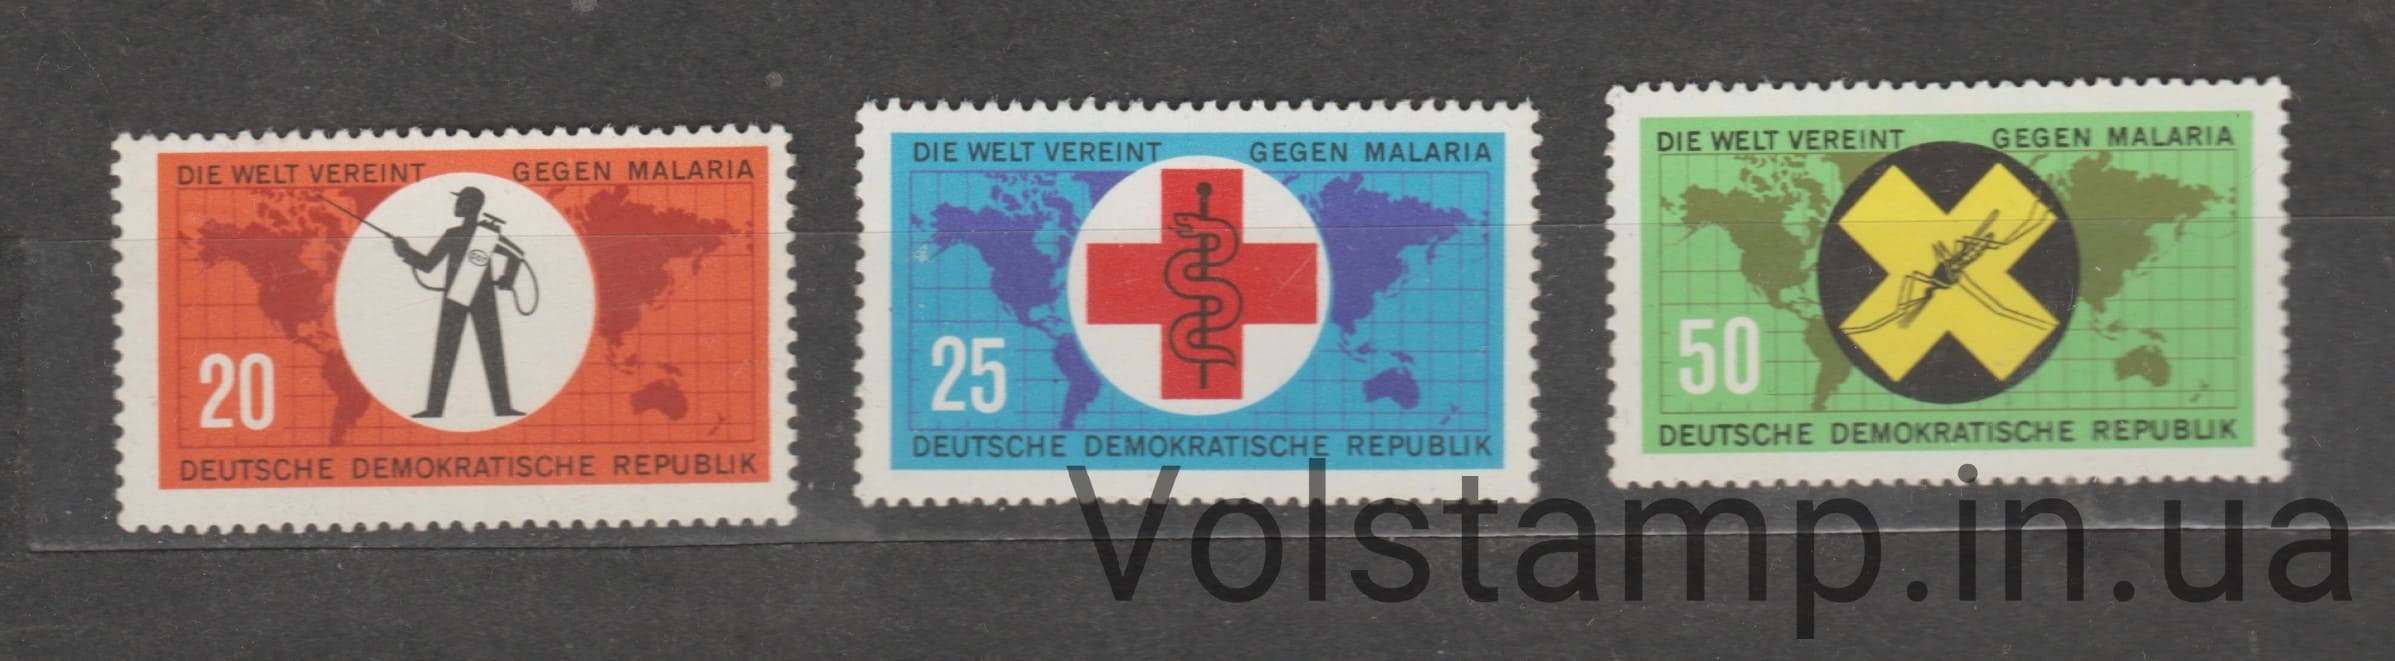 DIE WELT VEREINT GEGEN MALARIA
20
DEUTSCHE DEMOKRATISCHE REPUBLIK
DIE WELT VEREINT GEGEN MALARIA
25
DEUTSCHE DEMOKRATISCHE REPUBLIK
DIE WELT VEREINT GEGEN MALARIA
50
DEUTSCHE DEMOKRATISCHE REPUBLIK
Volstamp.in.ua